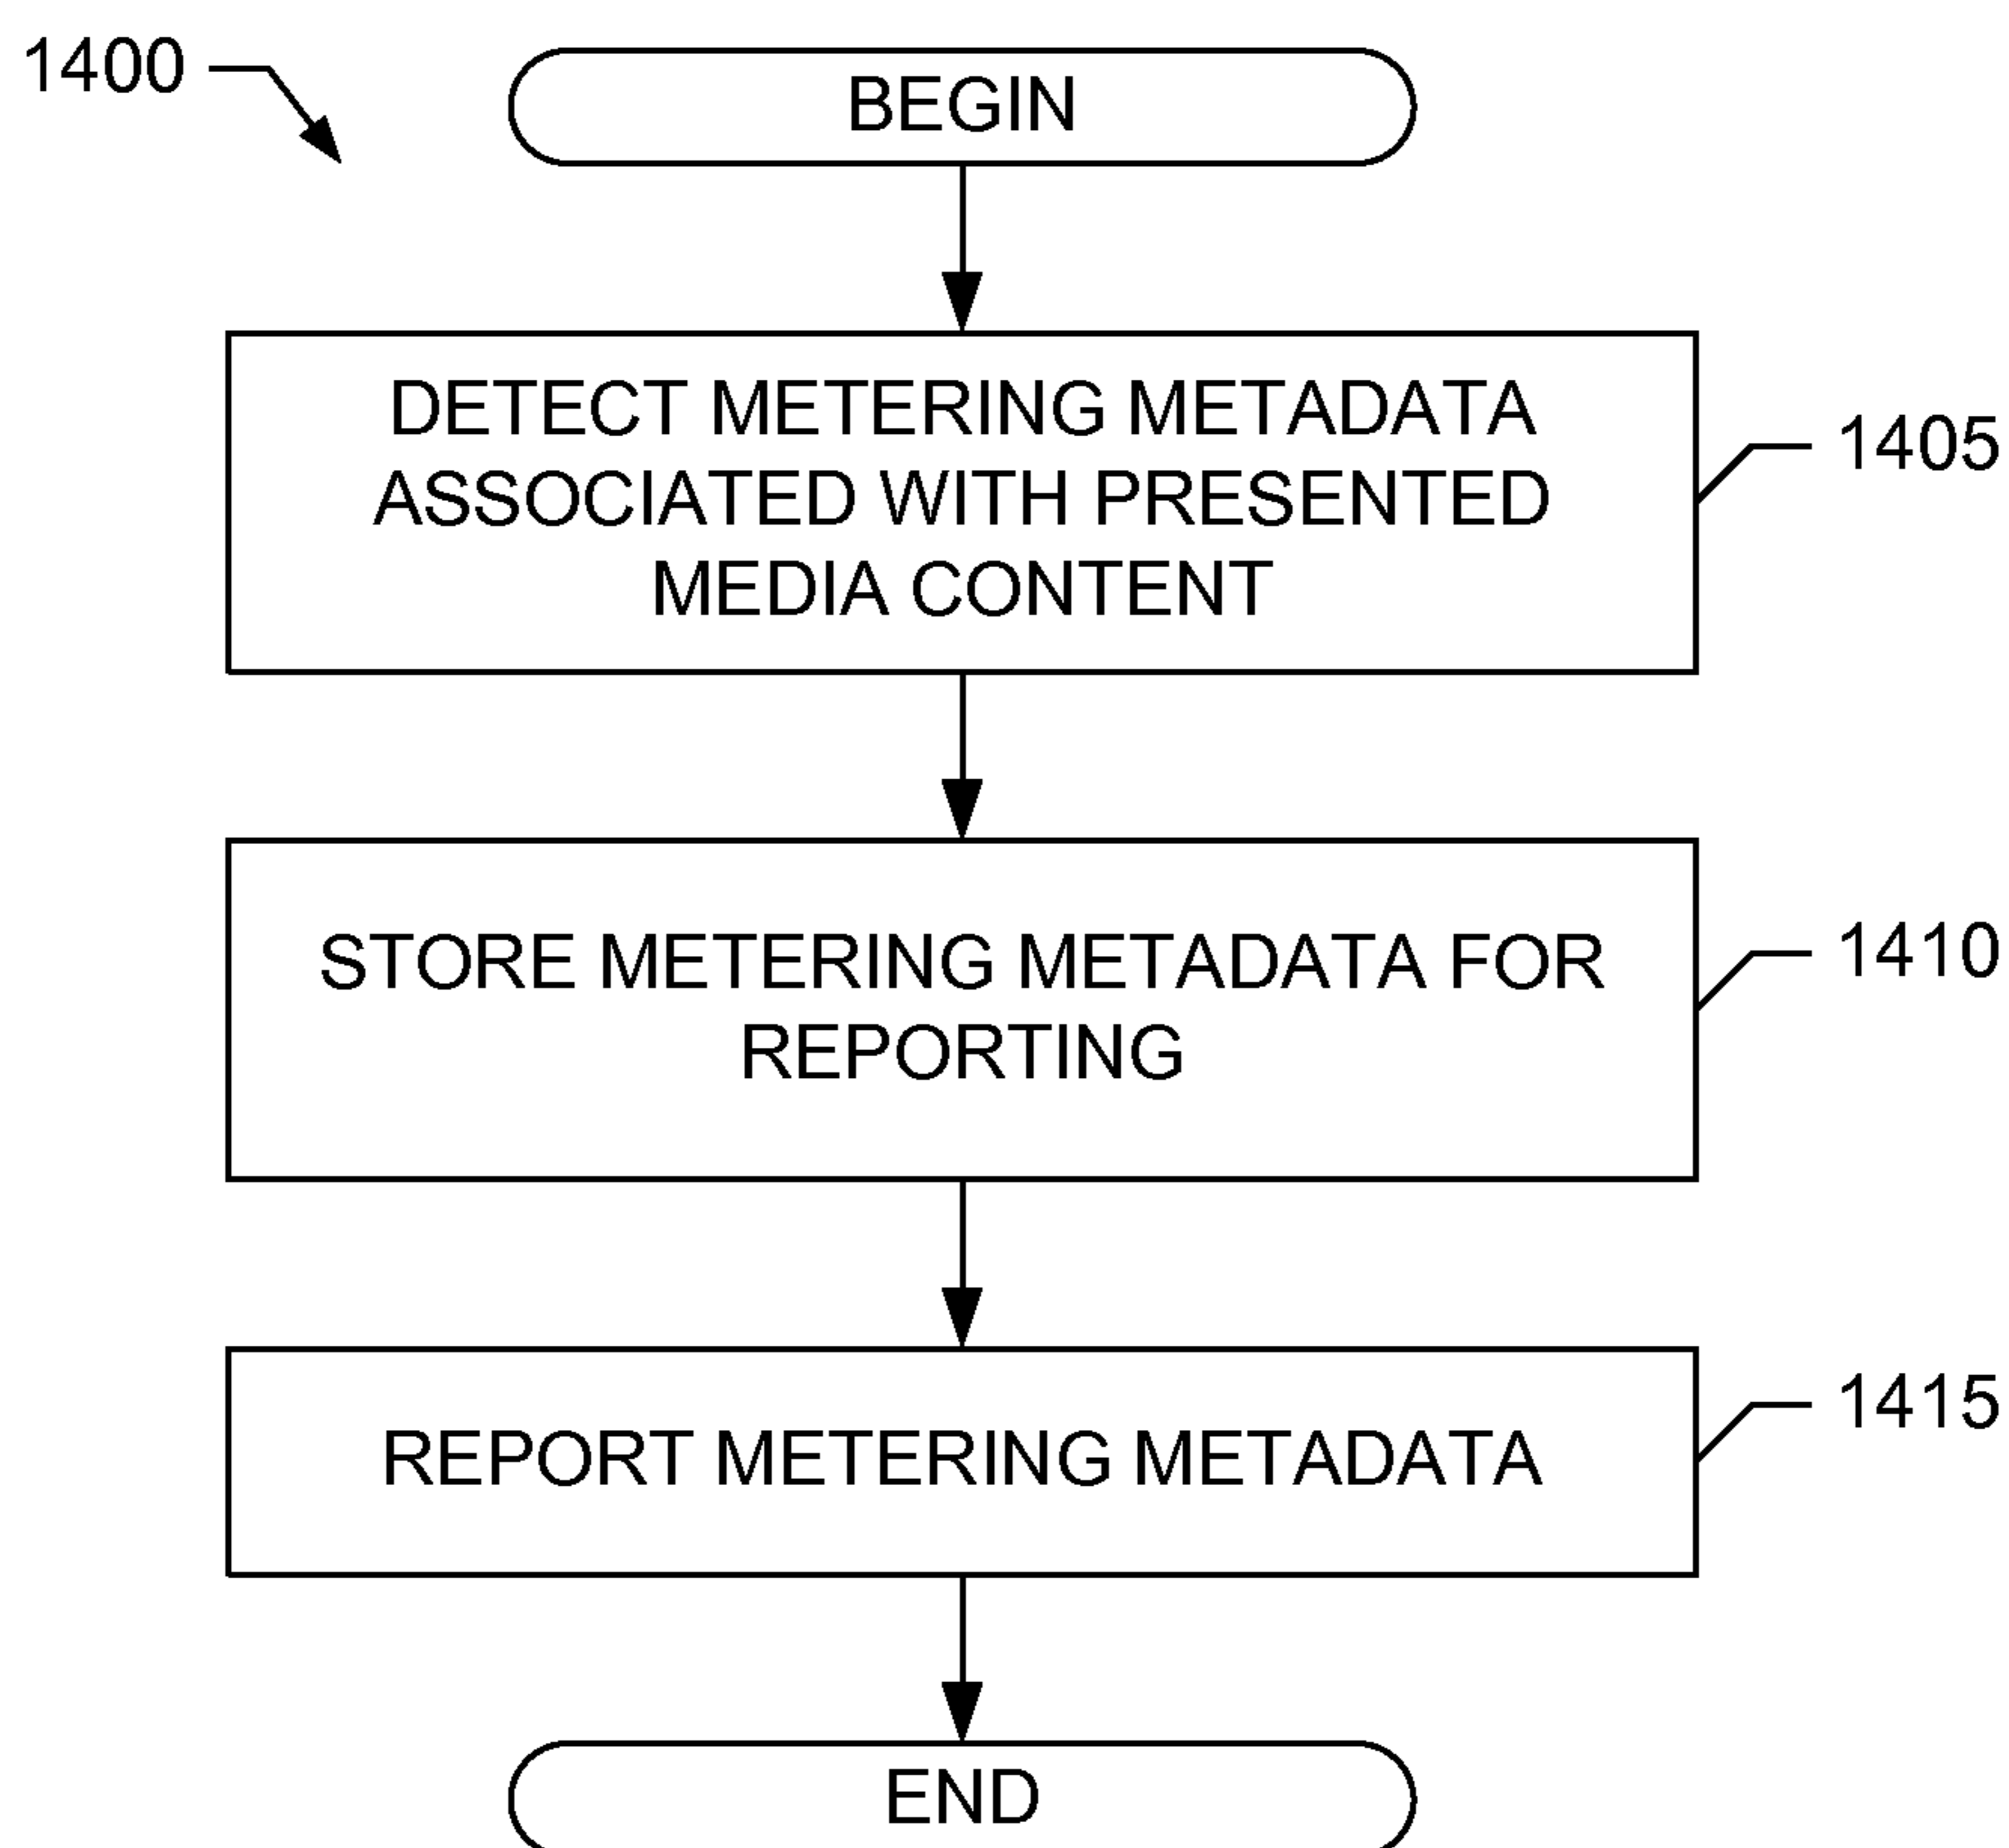 1400
BEGIN
DETECT METERING METADATA
ASSOCIATED WITH PRESENTED
MEDIA CONTENT
1405
STORE METERING METADATA FOR
REPORTING
1410
REPORT METERING METADATA
1415
END